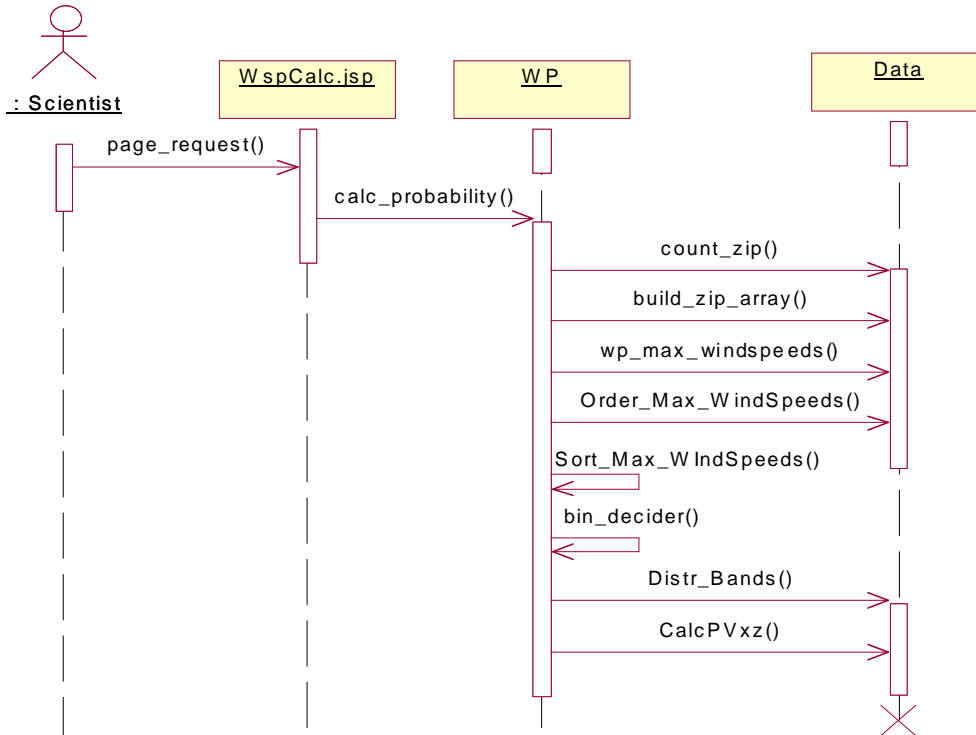 WspCalc.jsp
WP
Data
: Scientist
page_request()
calc_probability()
count_zip()
build_zip_array()
wp_max_windspeeds()
Order_Max_WindSpeeds()
Sort_Max_WIndSpeeds()
bin_decider()
Distr_Bands()
CalcPVxz()